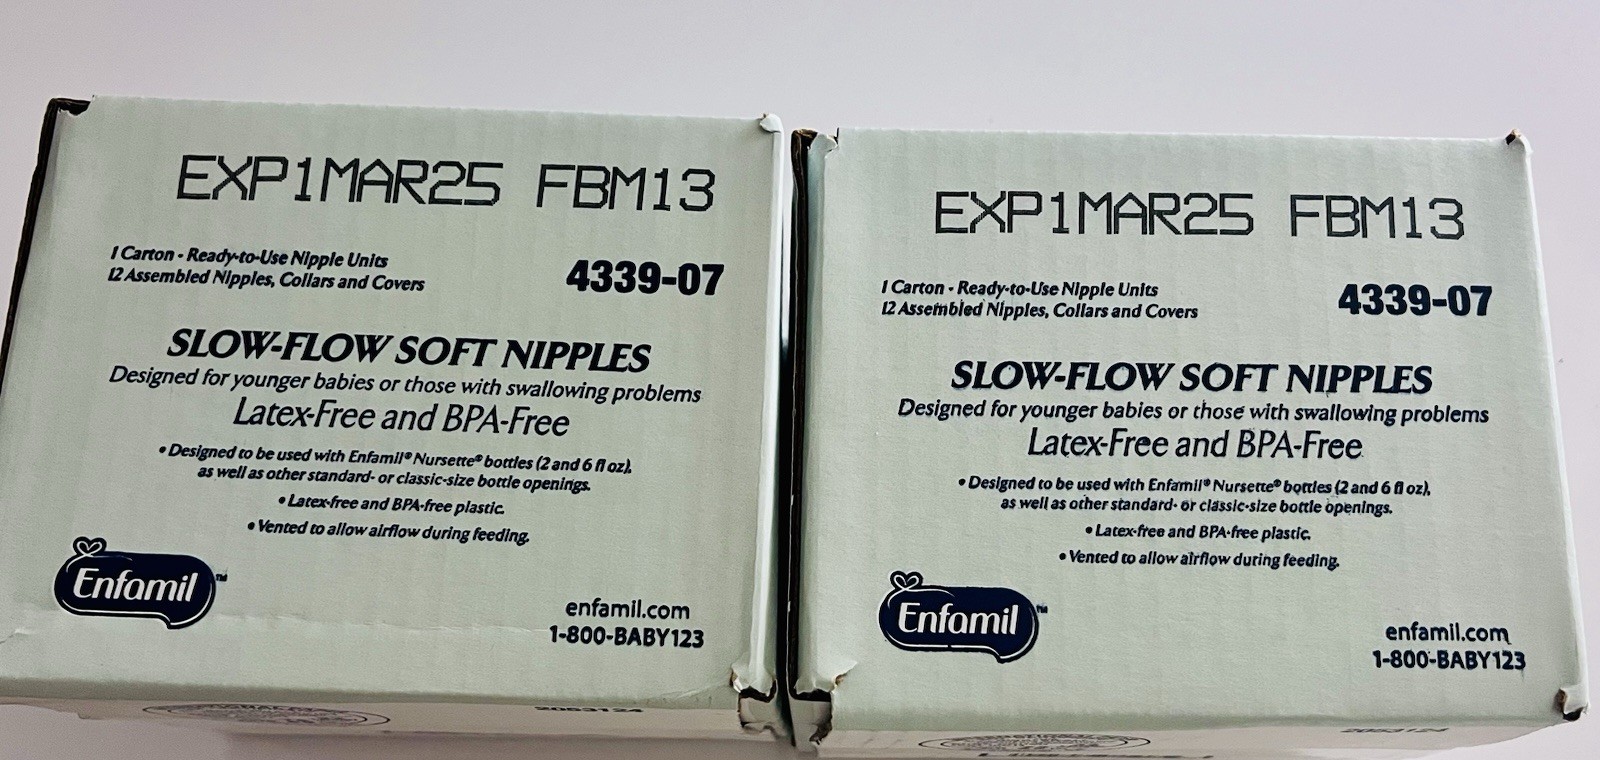 EXP1MAR25 FBM13
1 Carton - Ready-to-Use Nipple Units
12 Assembled Nipples, Collars and Covers
4339-07
SLOW-FLOW SOFT NIPPLES
Designed for younger babies or those with swallowing problems
Latex-Free and BPA-Free
• Designed to be used with Enfamil® Nursette® bottles (2 and 6 fl oz),
as well as other standard- or classic-size bottle openings.
• Latex-free and BPA-free plastic.
• Vented to allow airflow during feeding.
Enfamil™
enfamil.com
1-800-BABY123
EXP1MAR25 FBM13
1 Carton - Ready-to-Use Nipple Units
12 Assembled Nipples, Collars and Covers
4339-07
SLOW-FLOW SOFT NIPPLES
Designed for younger babies or those with swallowing problems
Latex-Free and BPA-Free
• Designed to be used with Enfamil® Nursette® bottles (2 and 6 fl oz),
as well as other standard- or classic-size bottle openings.
• Latex-free and BPA-free plastic.
• Vented to allow airflow during feeding.
Enfamil™
enfamil.com
1-800-BABY123